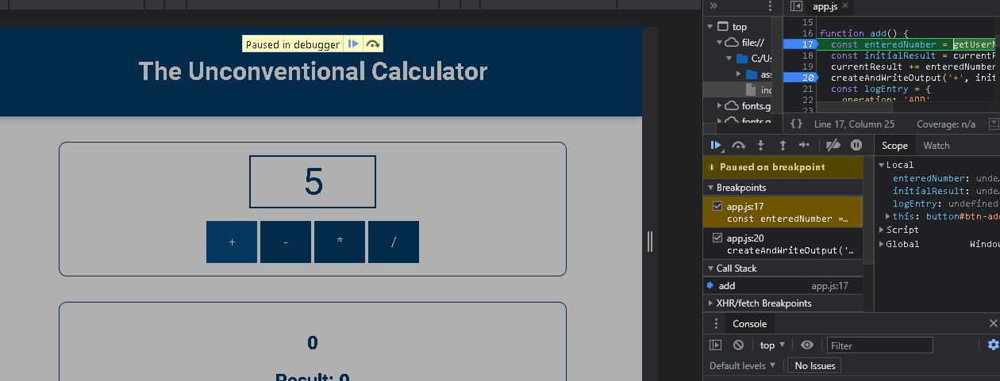 Paused in debugger
The Unconventional Calculator
5
+ - * /
0
Result: 0
top
file://
C:/Us
ass
inc
fonts.g
fonts.g
app.js ×
15
16 function add() {
17 const enteredNumber = getUserN
18 const initialResult = currentR
19 currentResult += enteredNumber
20 createAndWriteOutput('+', init
21 const logEntry = {
22 operation: 'ADD'
23
{} Line 17, Column 25 Coverage: n/a
Paused on breakpoint
Breakpoints
app.js:17
const enteredNumber =…
app.js:20
createAndWriteOutput('…
Call Stack
add app.js:17
XHR/fetch Breakpoints
Scope Watch
Local
enteredNumber: unde…
initialResult: unde…
logEntry: undefined
this: button#btn-add
Script
Global Window
Console
top
Filter
Default levels
No Issues